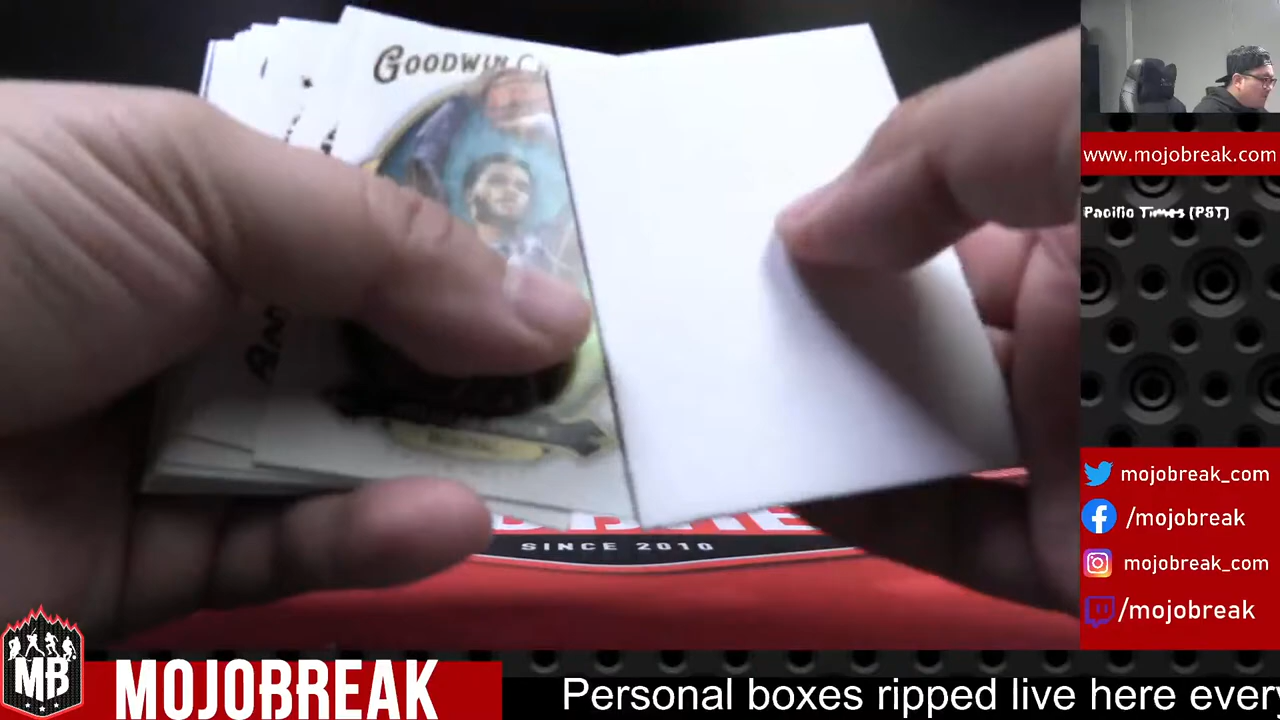 GOODWIN C
www.mojobreak.com
Pacific Times (PST)
mojobreak_com
/mojobreak
mojobreak_com
/mojobreak
SINCE 2010
MB
MOJOBREAK
Personal boxes ripped live here every